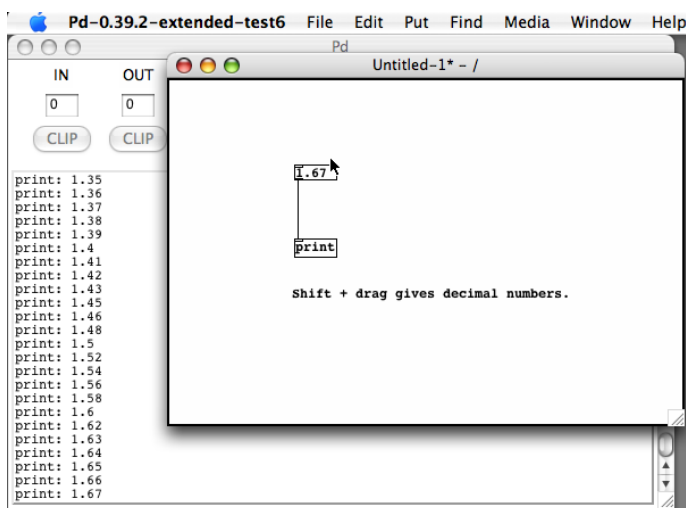 Pd-0.39.2-extended-test6 File Edit Put Find Media Window Help
Pd
Untitled-1* - /
IN OUT
0 0
CLIP CLIP
1.67
print
Shift + drag gives decimal numbers.
print: 1.35
print: 1.36
print: 1.37
print: 1.38
print: 1.39
print: 1.4
print: 1.41
print: 1.42
print: 1.43
print: 1.45
print: 1.46
print: 1.48
print: 1.5
print: 1.52
print: 1.54
print: 1.56
print: 1.58
print: 1.6
print: 1.62
print: 1.63
print: 1.64
print: 1.65
print: 1.66
print: 1.67